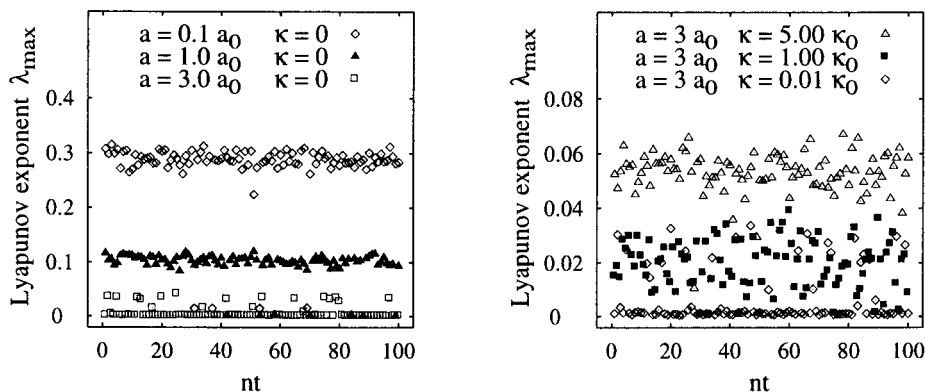 a = 0.1 a₀ κ = 0 ◇
a = 1.0 a₀ κ = 0 ▲
a = 3.0 a₀ κ = 0 □
Lyapunov exponent λmax
0.4
0.3
0.2
0.1
0
0 20 40 60 80 100
nt
a = 3 a₀ κ = 5.00 κ₀ △
a = 3 a₀ κ = 1.00 κ₀ ■
a = 3 a₀ κ = 0.01 κ₀ ◇
Lyapunov exponent λmax
0.08
0.06
0.04
0.02
0
0 20 40 60 80 100
nt